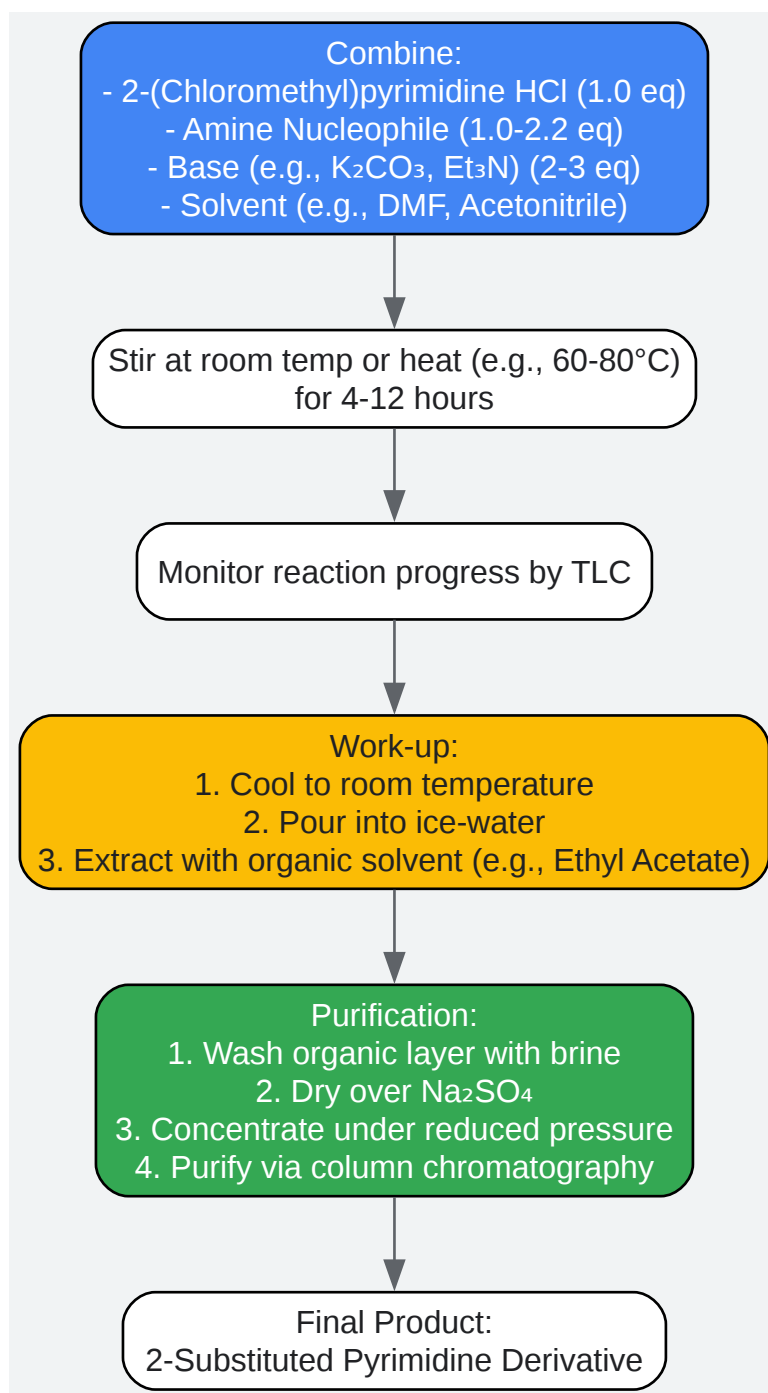 Combine:
- 2-(Chloromethyl)pyrimidine HCl (1.0 eq)
- Amine Nucleophile (1.0-2.2 eq)
- Base (e.g., K₂CO₃, Et₃N) (2-3 eq)
- Solvent (e.g., DMF, Acetonitrile)
Stir at room temp or heat (e.g., 60-80°C)
for 4-12 hours
Monitor reaction progress by TLC
Work-up:
1. Cool to room temperature
2. Pour into ice-water
3. Extract with organic solvent (e.g., Ethyl Acetate)
Purification:
1. Wash organic layer with brine
2. Dry over Na₂SO₄
3. Concentrate under reduced pressure
4. Purify via column chromatography
Final Product:
2-Substituted Pyrimidine Derivative